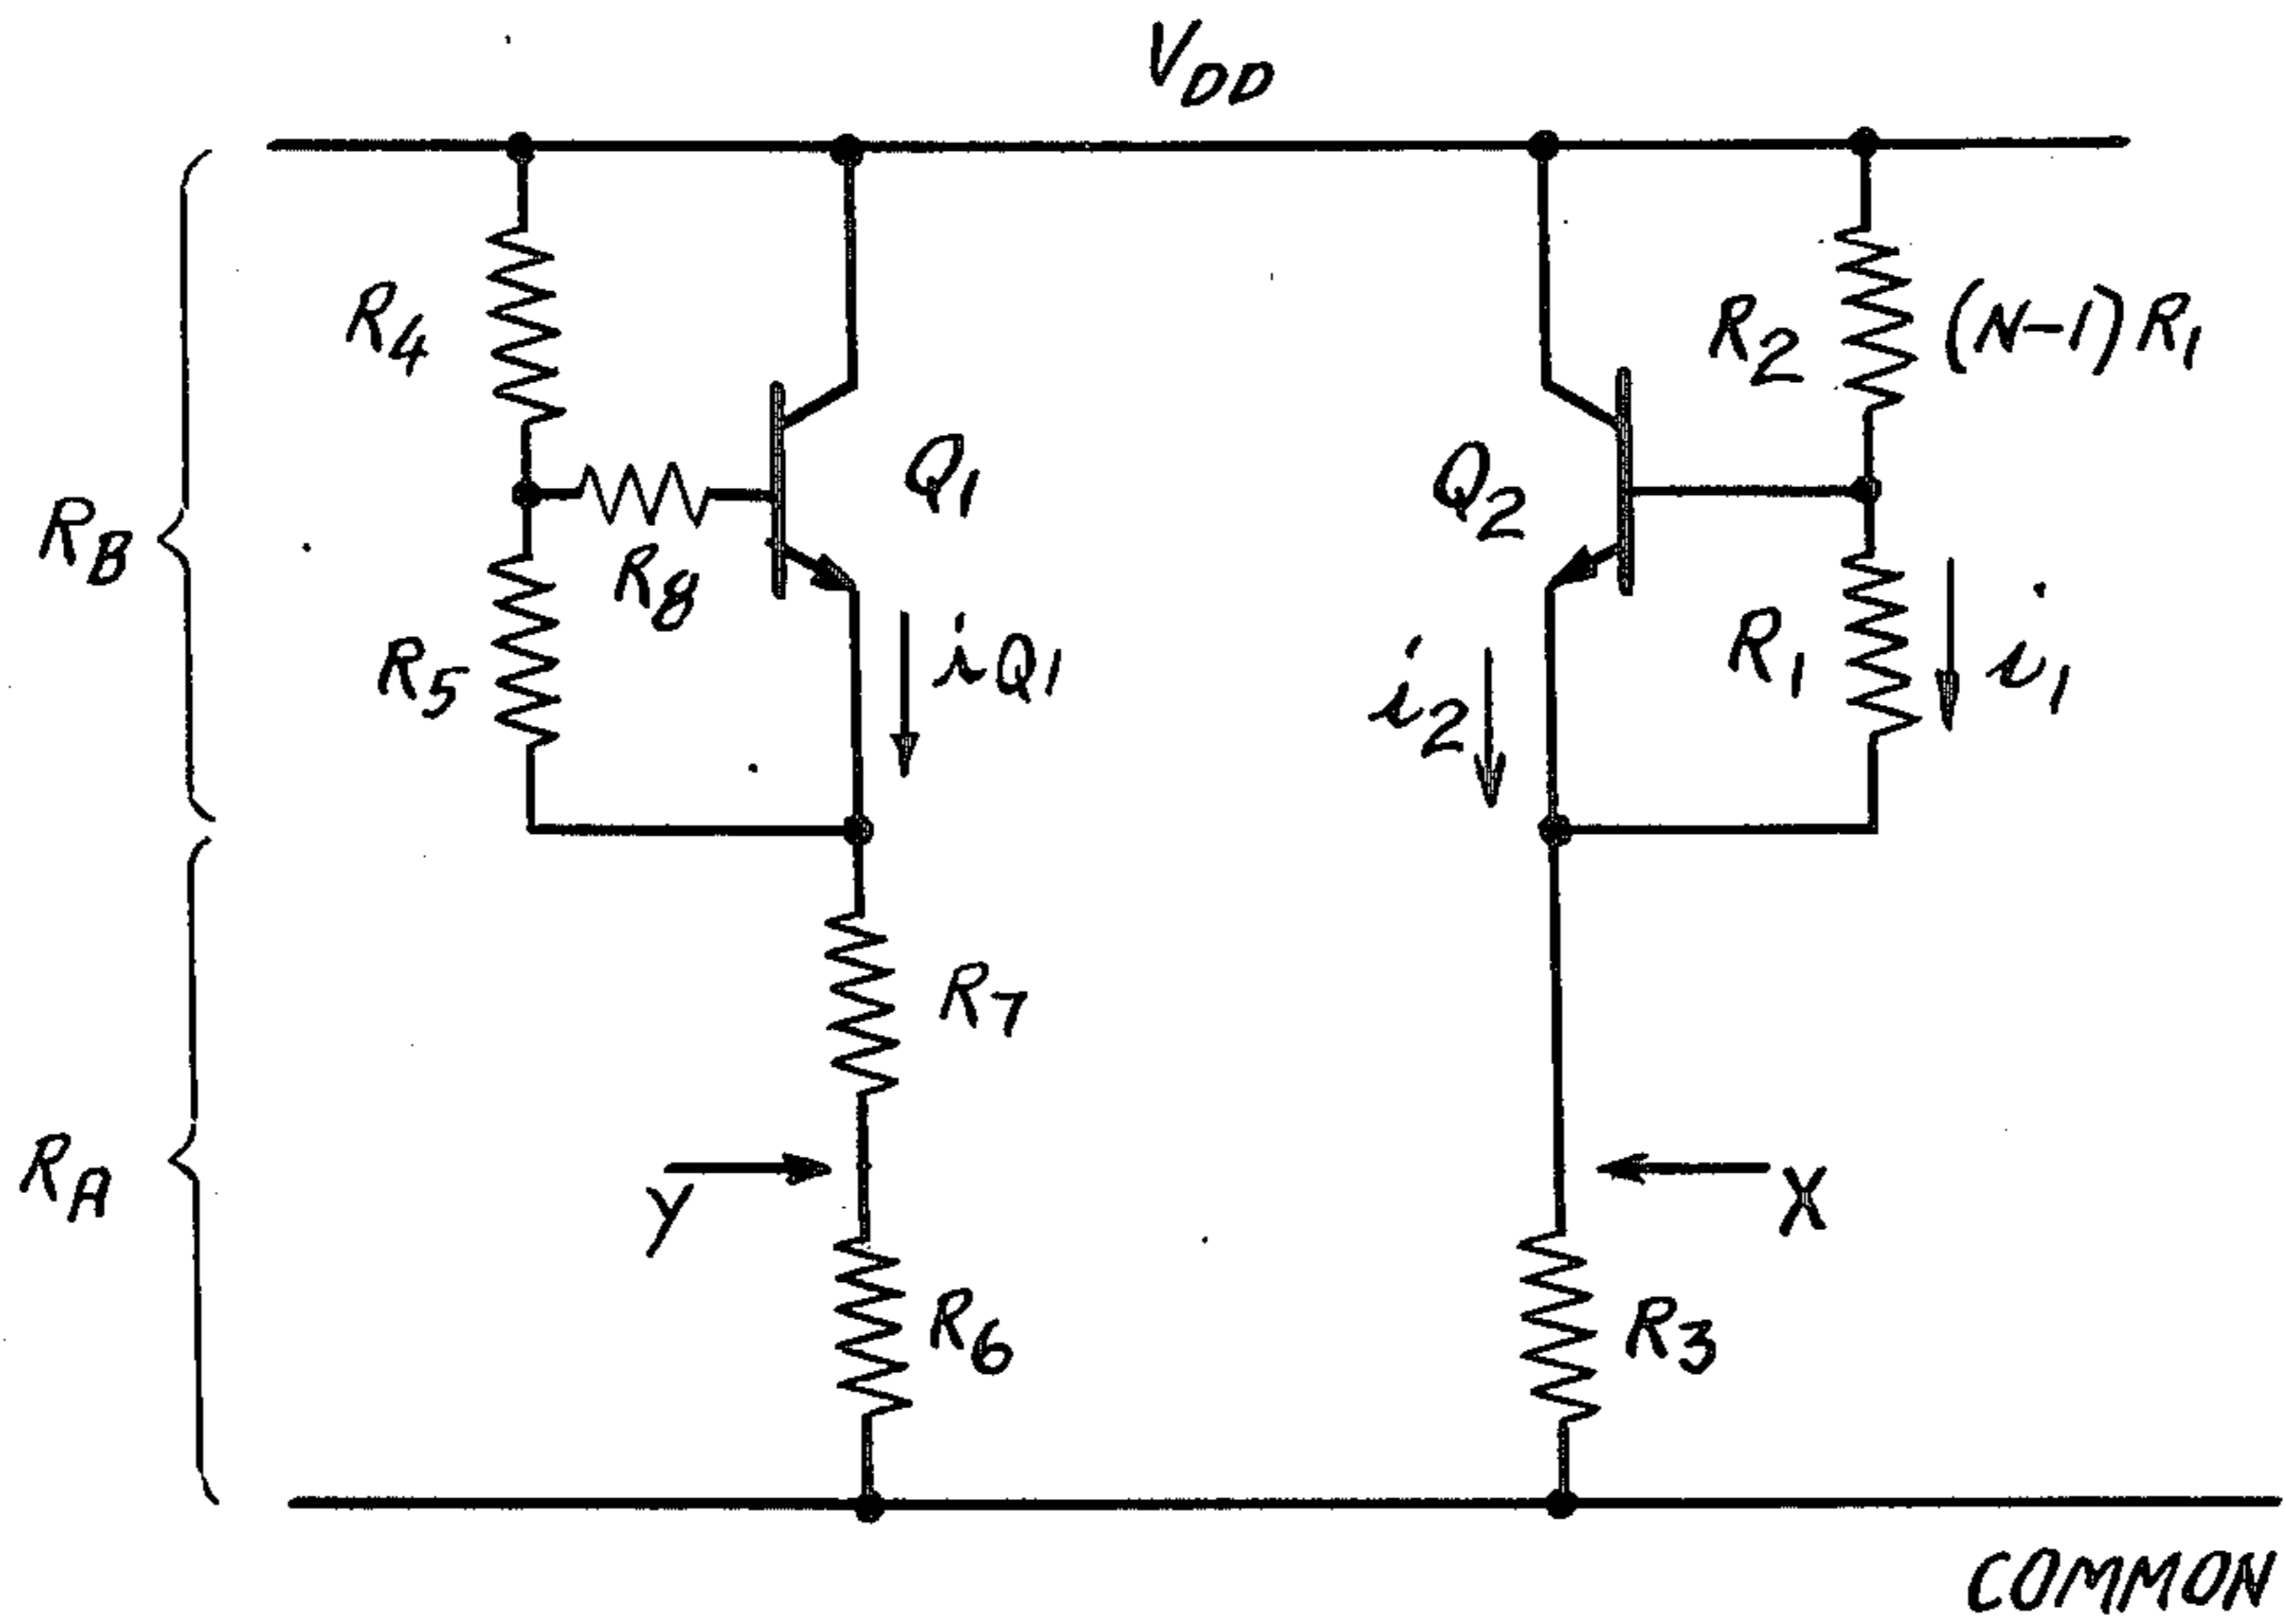 VDD
R4
R2
(N-1)R1
Q1
Q2
RB
R8
R5
iQ1
i2
R1
i1
R7
RA
Y
X
R6
R3
COMMON